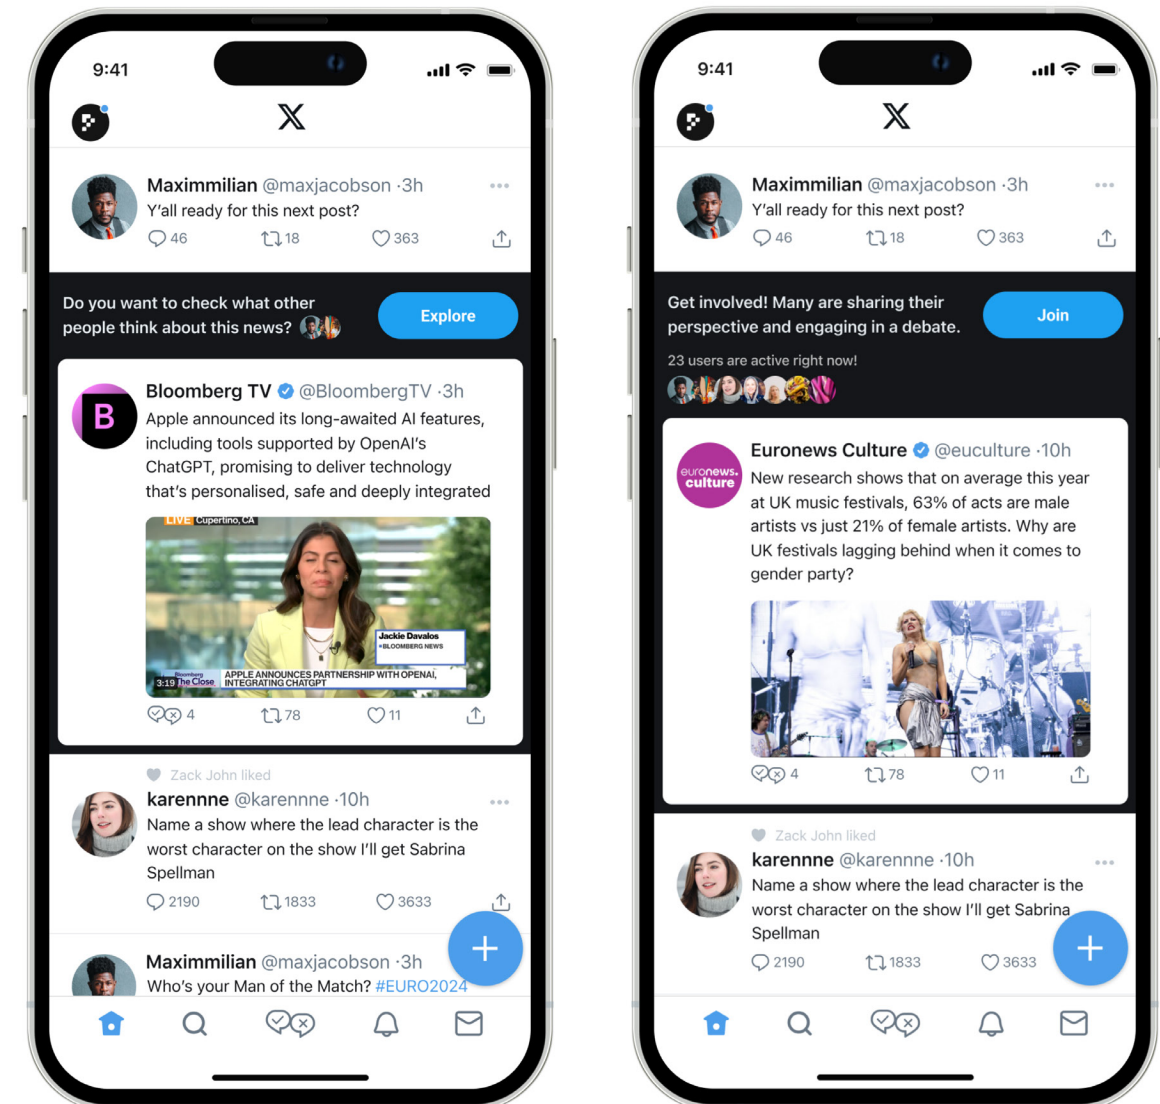 9:41
X
Maximmilian @maxjacobson ·3h
Y'all ready for this next post?
46 18 363
Do you want to check what other
people think about this news?
Explore
Bloomberg TV @BloombergTV ·3h
B
Apple announced its long-awaited AI features,
including tools supported by OpenAI's
ChatGPT, promising to deliver technology
that's personalised, safe and deeply integrated
LIVE Cupertino, CA
Jackie Davalos
BLOOMBERG NEWS
3:19 Bloomberg The Close
APPLE ANNOUNCES PARTNERSHIP WITH OPENAI,
INTEGRATING CHATGPT
4 78 11
Zack John liked
karennne @karennne ·10h
Name a show where the lead character is the
worst character on the show I'll get Sabrina
Spellman
2190 1833 3633
Maximmilian @maxjacobson ·3h
Who's your Man of the Match? #EURO2024
9:41
X
Maximmilian @maxjacobson ·3h
Y'all ready for this next post?
46 18 363
Get involved! Many are sharing their
perspective and engaging in a debate.
Join
23 users are active right now!
Euronews Culture @euculture ·10h
euronews.
culture
New research shows that on average this year
at UK music festivals, 63% of acts are male
artists vs just 21% of female artists. Why are
UK festivals lagging behind when it comes to
gender party?
4 78 11
Zack John liked
karennne @karennne ·10h
Name a show where the lead character is the
worst character on the show I'll get Sabrina
Spellman
2190 1833 3633